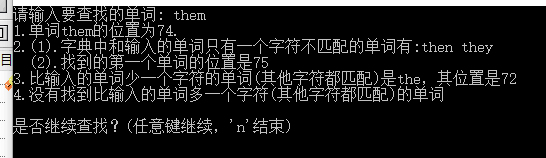 请输入要查找的单词: them
1.单词them的位置为74.
2.(1).字典中和输入的单词只有一个字符不匹配的单词有:then they
(2).找到的第一个单词的位置是75
3.比输入的单词少一个字符的单词(其他字符都匹配)是the, 其位置是72
4.没有找到比输入的单词多一个字符(其他字符都匹配)的单词
是否继续查找？(任意键继续, 'n'结束)
目